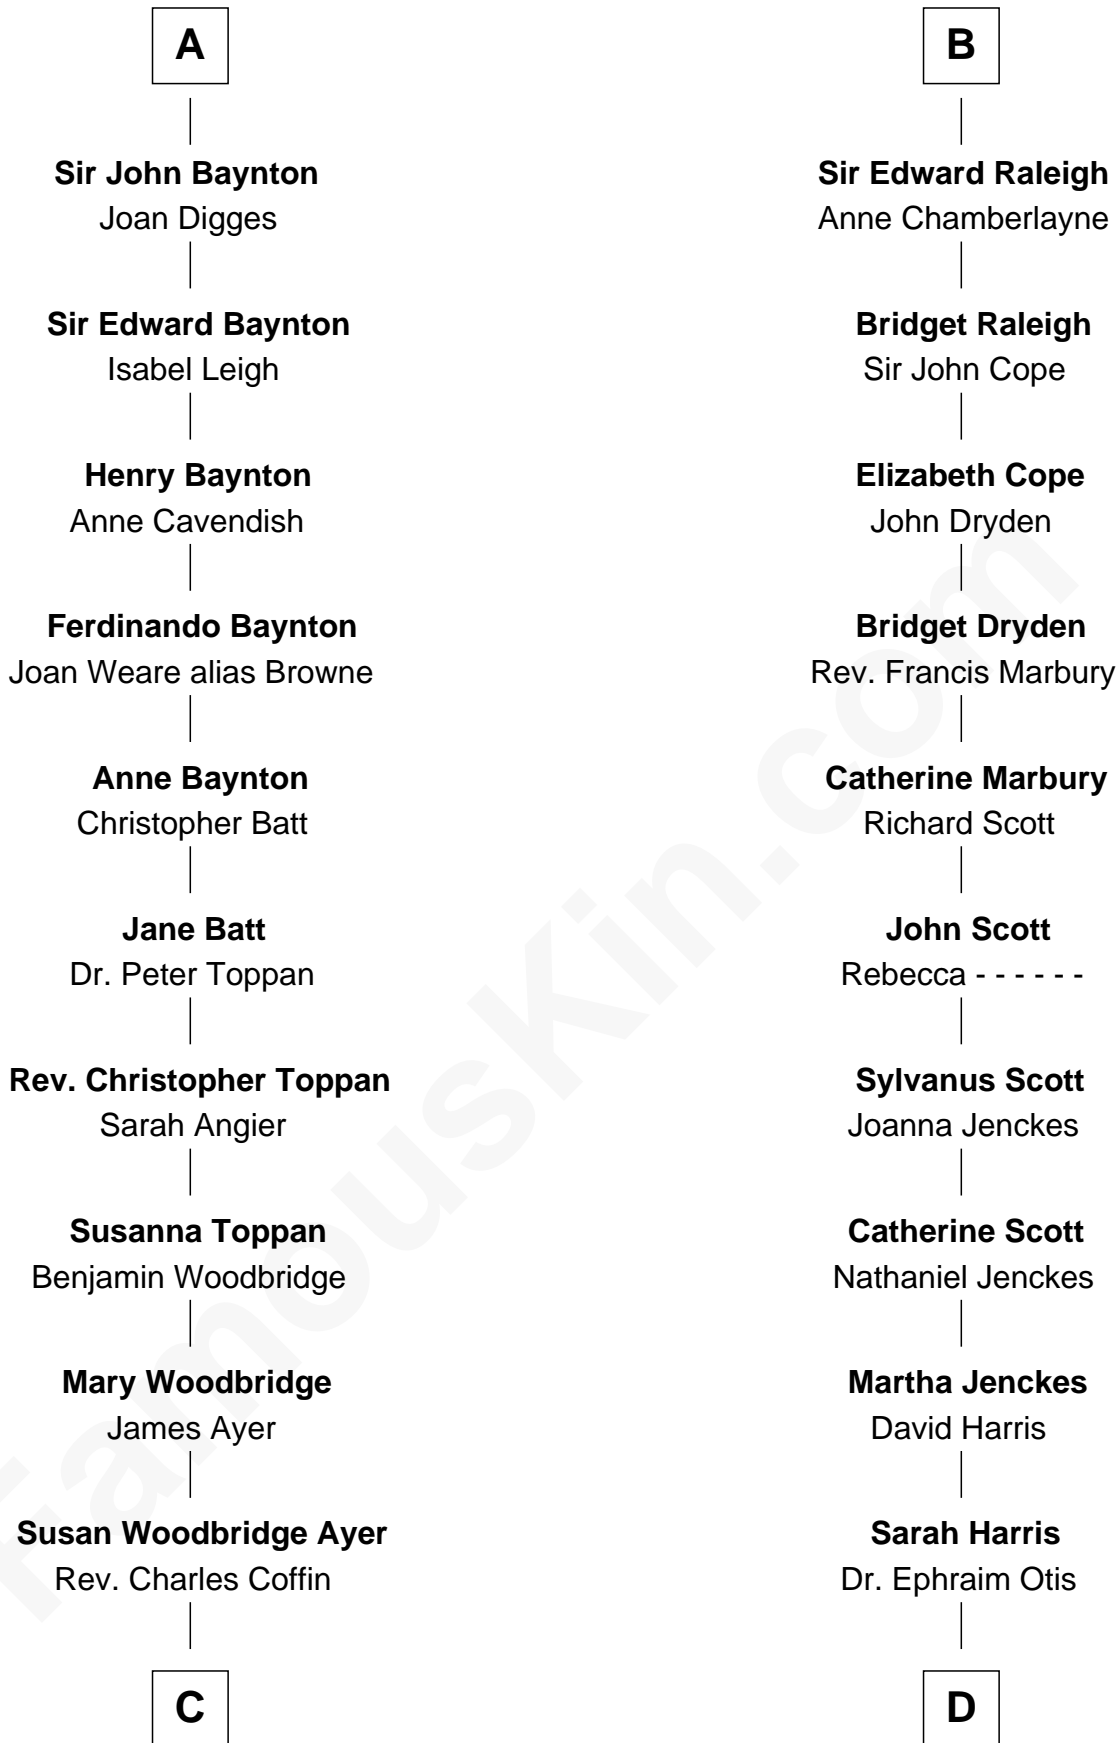 A
Sir John Baynton
Joan Digges
Sir Edward Baynton
Isabel Leigh
Henry Baynton
Anne Cavendish
Ferdinando Baynton
Joan Weare alias Browne
Anne Baynton
Christopher Batt
Jane Batt
Dr. Peter Toppan
Rev. Christopher Toppan
Sarah Angier
Susanna Toppan
Benjamin Woodbridge
Mary Woodbridge
James Ayer
Susan Woodbridge Ayer
Rev. Charles Coffin
C
B
Sir Edward Raleigh
Anne Chamberlayne
Bridget Raleigh
Sir John Cope
Elizabeth Cope
John Dryden
Bridget Dryden
Rev. Francis Marbury
Catherine Marbury
Richard Scott
John Scott
Rebecca - - - - - -
Sylvanus Scott
Joanna Jenckes
Catherine Scott
Nathaniel Jenckes
Martha Jenckes
David Harris
Sarah Harris
Dr. Ephraim Otis
D
FamousKin.com